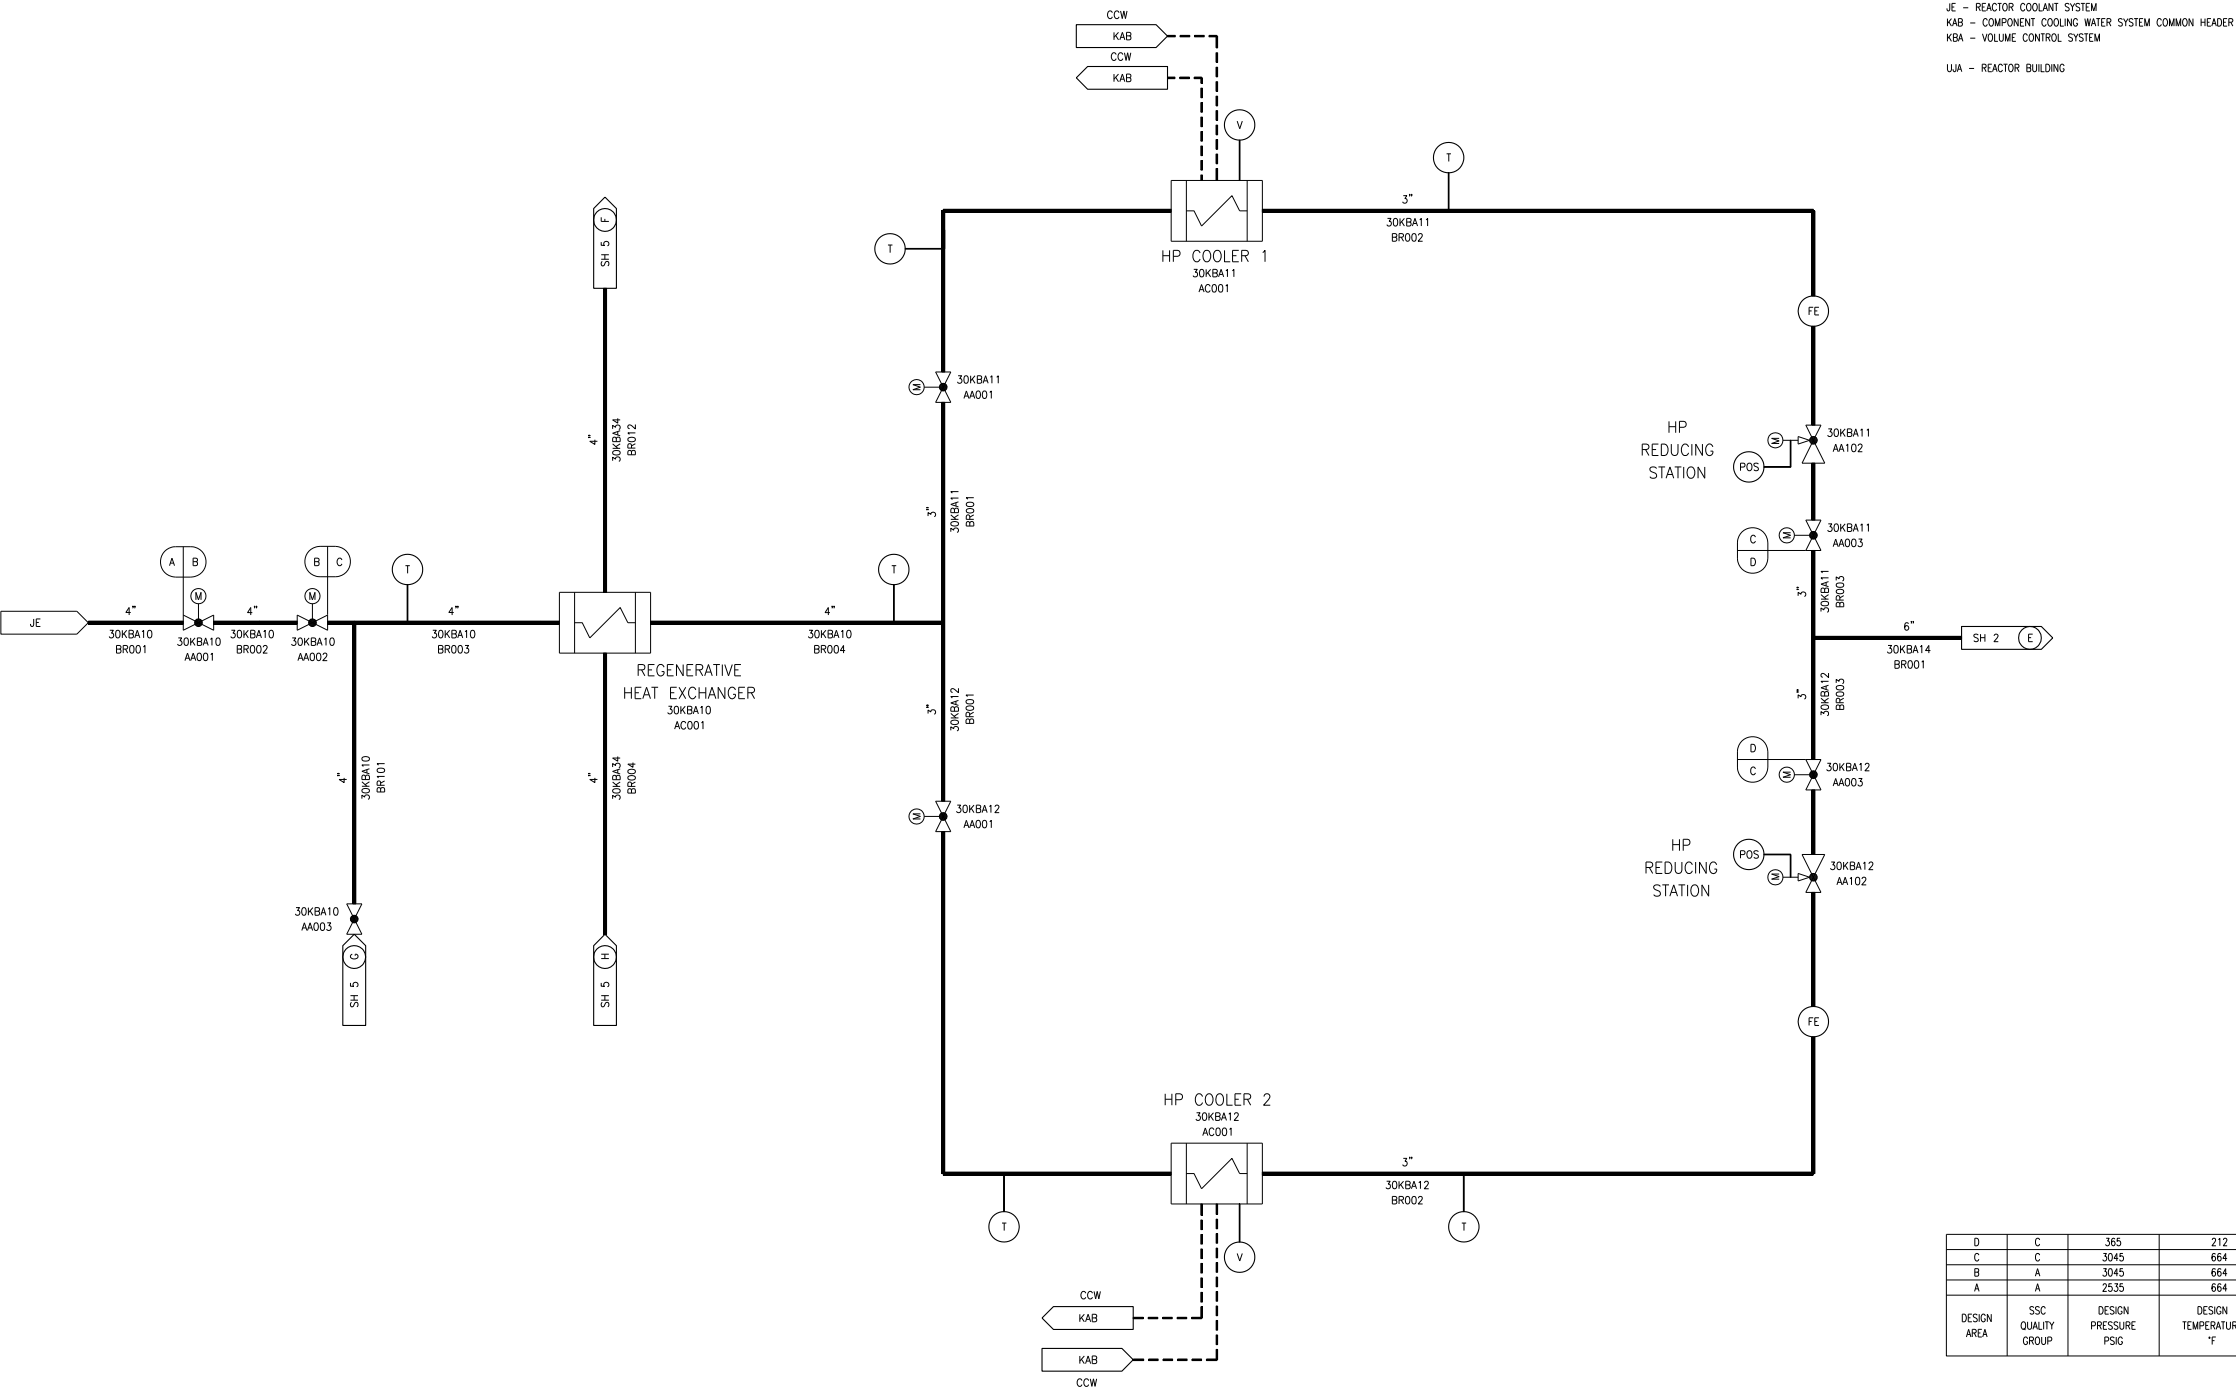 JE - REACTOR COOLANT SYSTEM
KAB - COMPONENT COOLING WATER SYSTEM COMMON HEADER
KBA - VOLUME CONTROL SYSTEM
UJA - REACTOR BUILDING
CCW
KAB
CCW
KAB
V
T
3"
30KBA11
BR002
HP COOLER 1
30KBA11
AC001
T
F
SH 5
FE
M
30KBA11
AA001
4"
30KBA34
BR012
HP
REDUCING
STATION
M
POS
30KBA11
AA102
3"
30KBA11
BR001
M
30KBA11
AA003
C
D
A B
B C
M
M
T
T
JE
4"
30KBA10
BR001
30KBA10
AA001
4"
30KBA10
BR002
30KBA10
AA002
4"
30KBA10
BR003
4"
30KBA10
BR004
REGENERATIVE
HEAT EXCHANGER
30KBA10
AC001
3"
30KBA11
BR003
6"
30KBA14
BR001
SH 2 E
3"
30KBA12
BR001
3"
30KBA12
BR003
4"
30KBA10
BR101
4"
30KBA34
BR004
D
C
M
30KBA12
AA003
M
30KBA12
AA001
HP
REDUCING
STATION
POS
M
30KBA12
AA102
30KBA10
AA003
G
SH 5
H
SH 5
FE
HP COOLER 2
30KBA12
AC001
3"
30KBA12
BR002
T
T
V
CCW
KAB
KAB
CCW
D C 365 212
C C 3045 664
B A 3045 664
A A 2535 664
DESIGN
AREA
SSC
QUALITY
GROUP
DESIGN
PRESSURE
PSIG
DESIGN
TEMPERATUR
°F